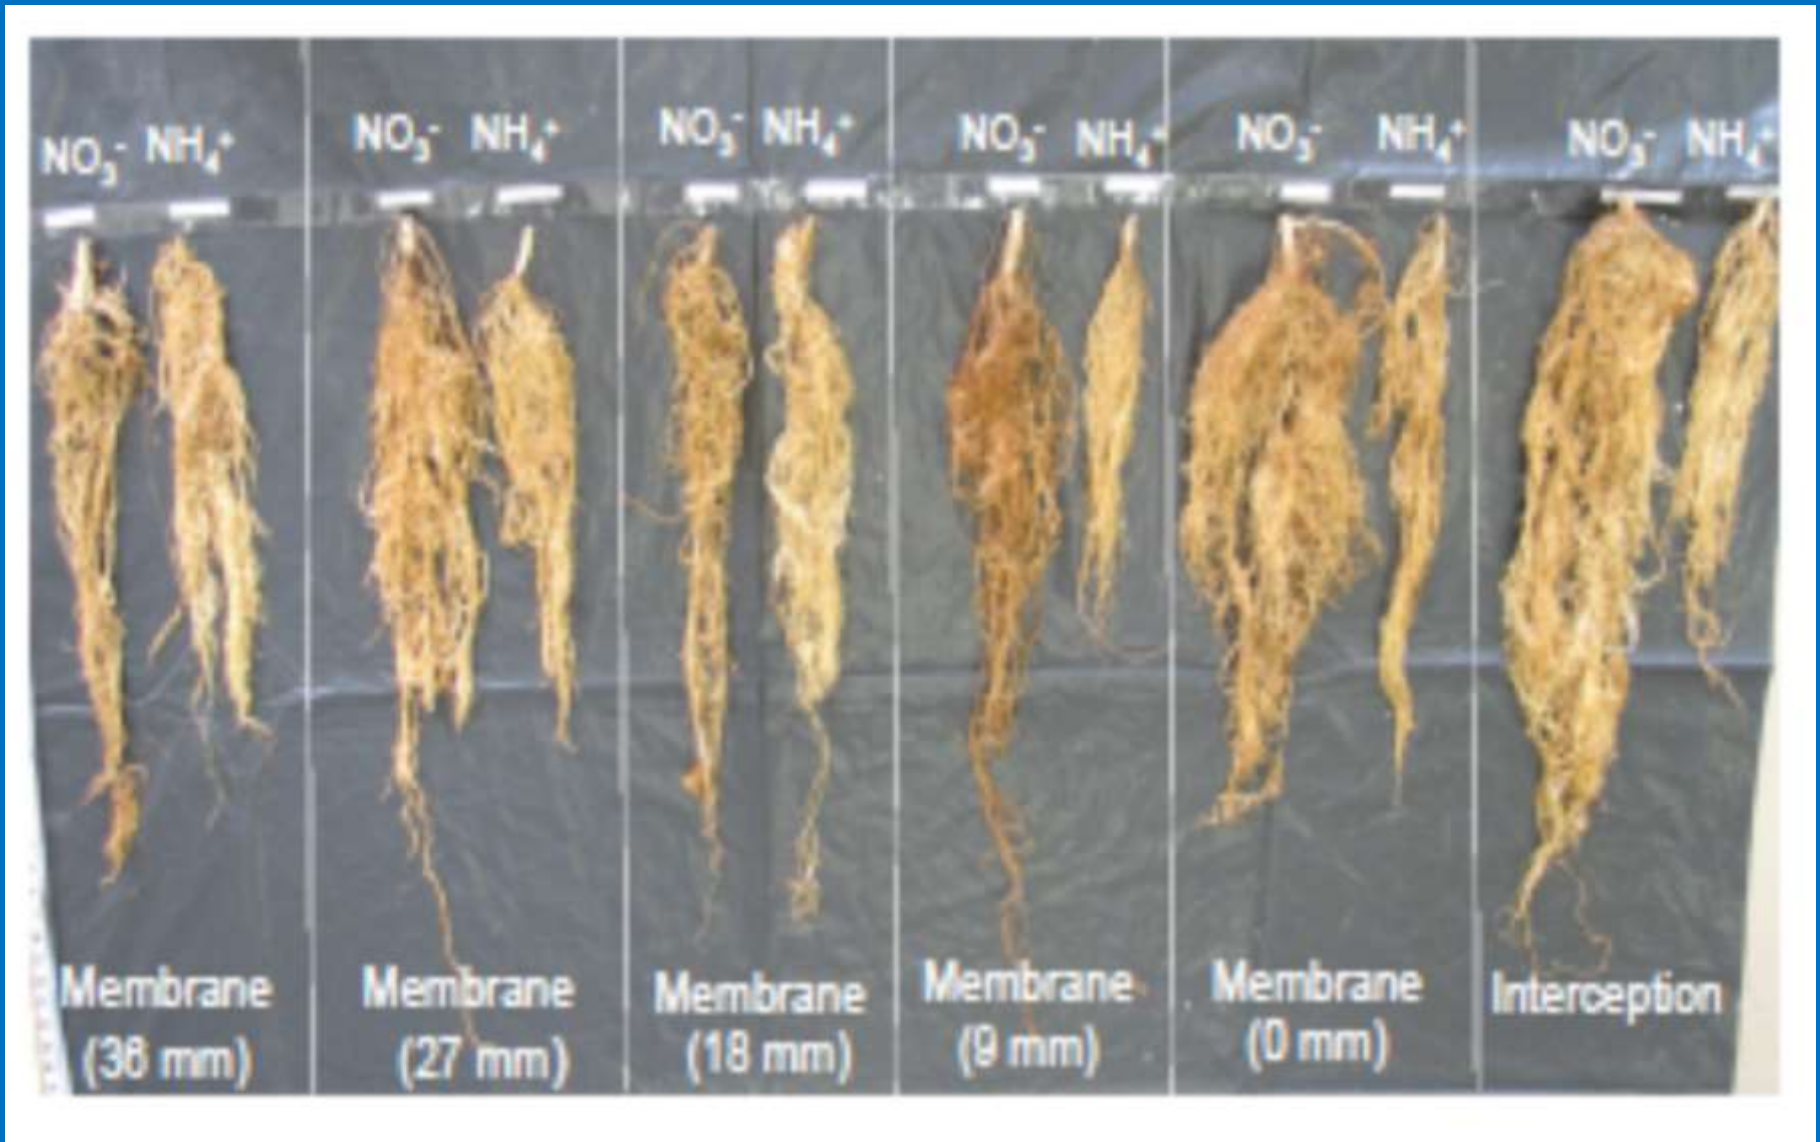 NO₃⁻ NH₄⁺ NO₃⁻ NH₄⁺ NO₃⁻ NH₄⁺ NO₃⁻ NH₄⁺ NO₃⁻ NH₄⁺ NO₃⁻ NH₄⁺
Membrane
(36 mm)
Membrane
(27 mm)
Membrane
(18 mm)
Membrane
(9 mm)
Membrane
(0 mm)
Interception